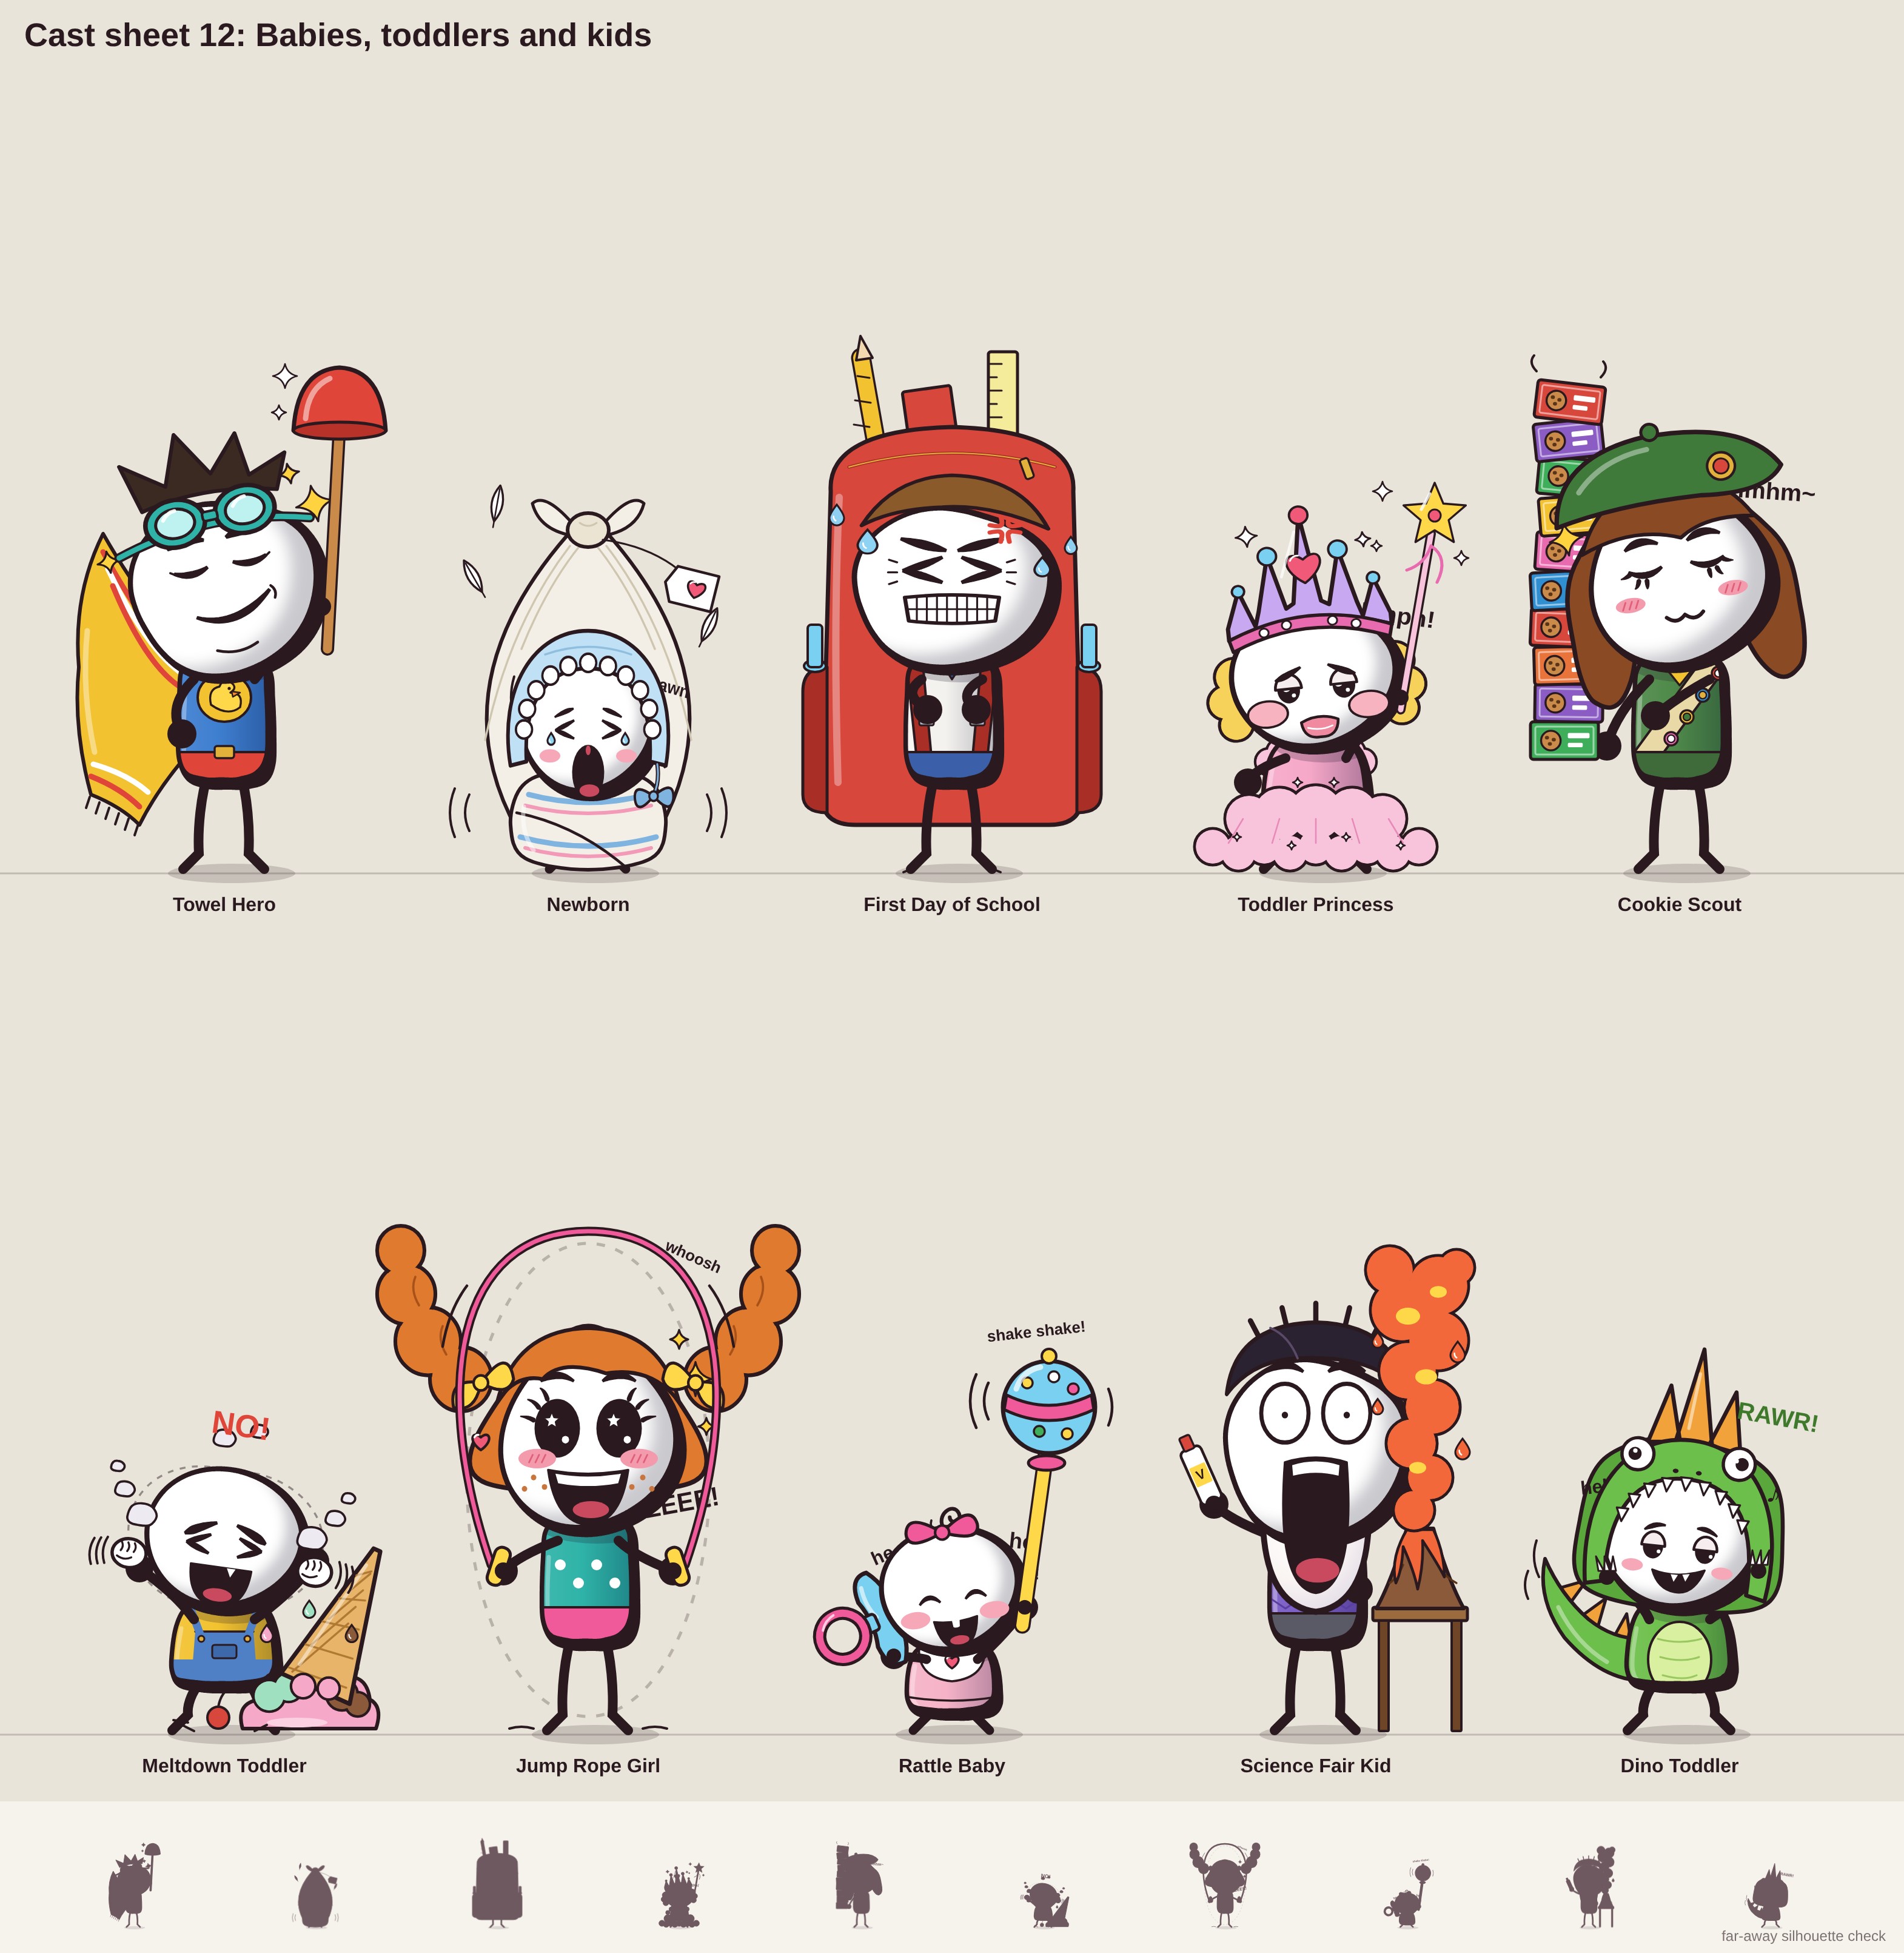 Cast sheet 12: Babies, toddlers and kids
Towel Hero
Newborn
First Day of School
Toddler Princess
Cookie Scout
whoosh
shake shake!
NO!
RAWR!
V
Meltdown Toddler
Jump Rope Girl
Rattle Baby
Science Fair Kid
Dino Toddler
far-away silhouette check